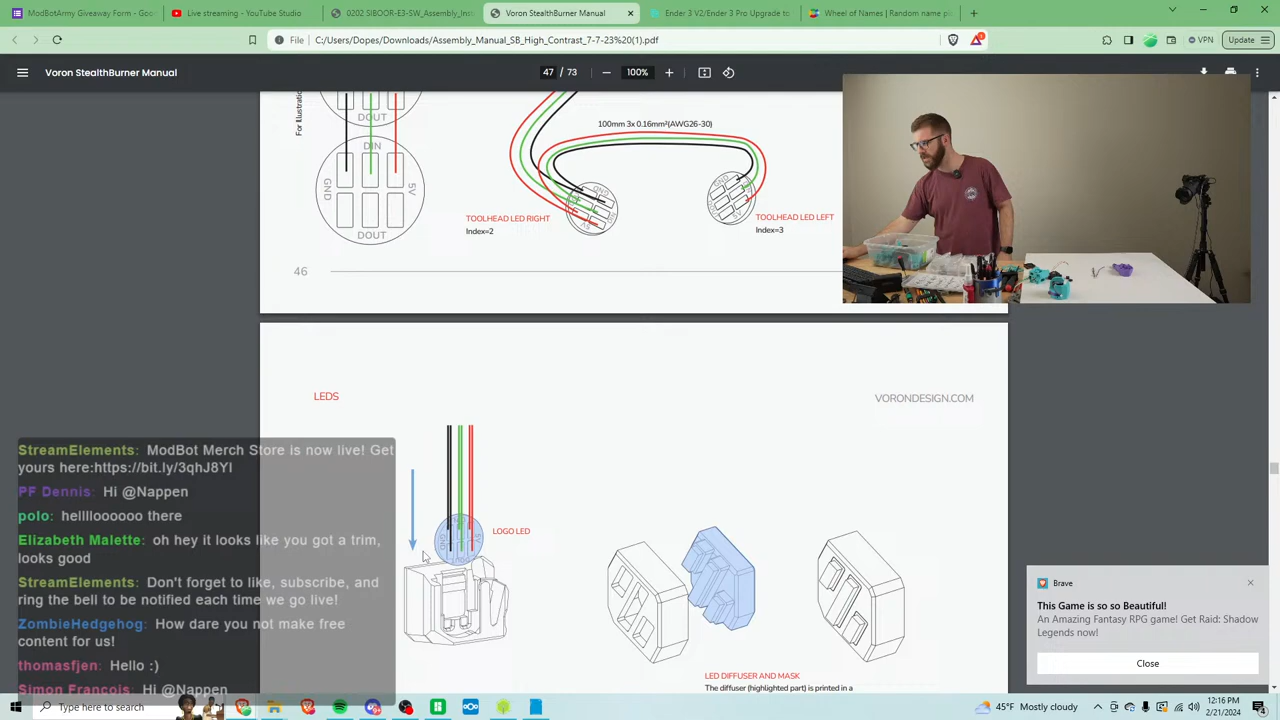 ModBotArmy Giveaway Form - Goo
Live streaming - YouTube
0202 SIBOOR-E3-SW_Assembly_Inst
Voron StealthBurner Manual
Ender 3 V2/Ender 3 Pro Upgrade to
Wheel of Names | Random name pi
File
C:/Users/Dopes/Downloads/Assembly_Manual_SB_High_Contrast_7-7-23%20(1).pdf
VPN
Update
Voron StealthBurner Manual
47 / 73
100%
For Illustratio
DOUT
DIN
GND
5V
DOUT
100mm 3x 0.16mm²(AWG26-30)
TOOLHEAD LED RIGHT
Index=2
TOOLHEAD LED LEFT
Index=3
46
LEDS
VORONDESIGN.COM
LOGO LED
LED DIFFUSER AND MASK
The diffuser (highlighted part) is printed in a
StreamElements: ModBot Merch Store is now live! Get
yours here:https://bit.ly/3qhJ8Yl
PF Dennis: Hi @Nappen
polo: helllloooooo there
Elizabeth Malette: oh hey it looks like you got a trim,
looks good
StreamElements: Don't forget to like, subscribe, and
ring the bell to be notified each time we go live!
ZombieHedgehog: How dare you not make free
content for us!
thomasfjen: Hello :)
Simon Francois: Hi @Nappen
Brave
This Game is so so Beautiful!
An Amazing Fantasy RPG game! Get Raid: Shadow
Legends now!
Close
Type here to search
45°F Mostly cloudy
12:16 PM
2/21/2024